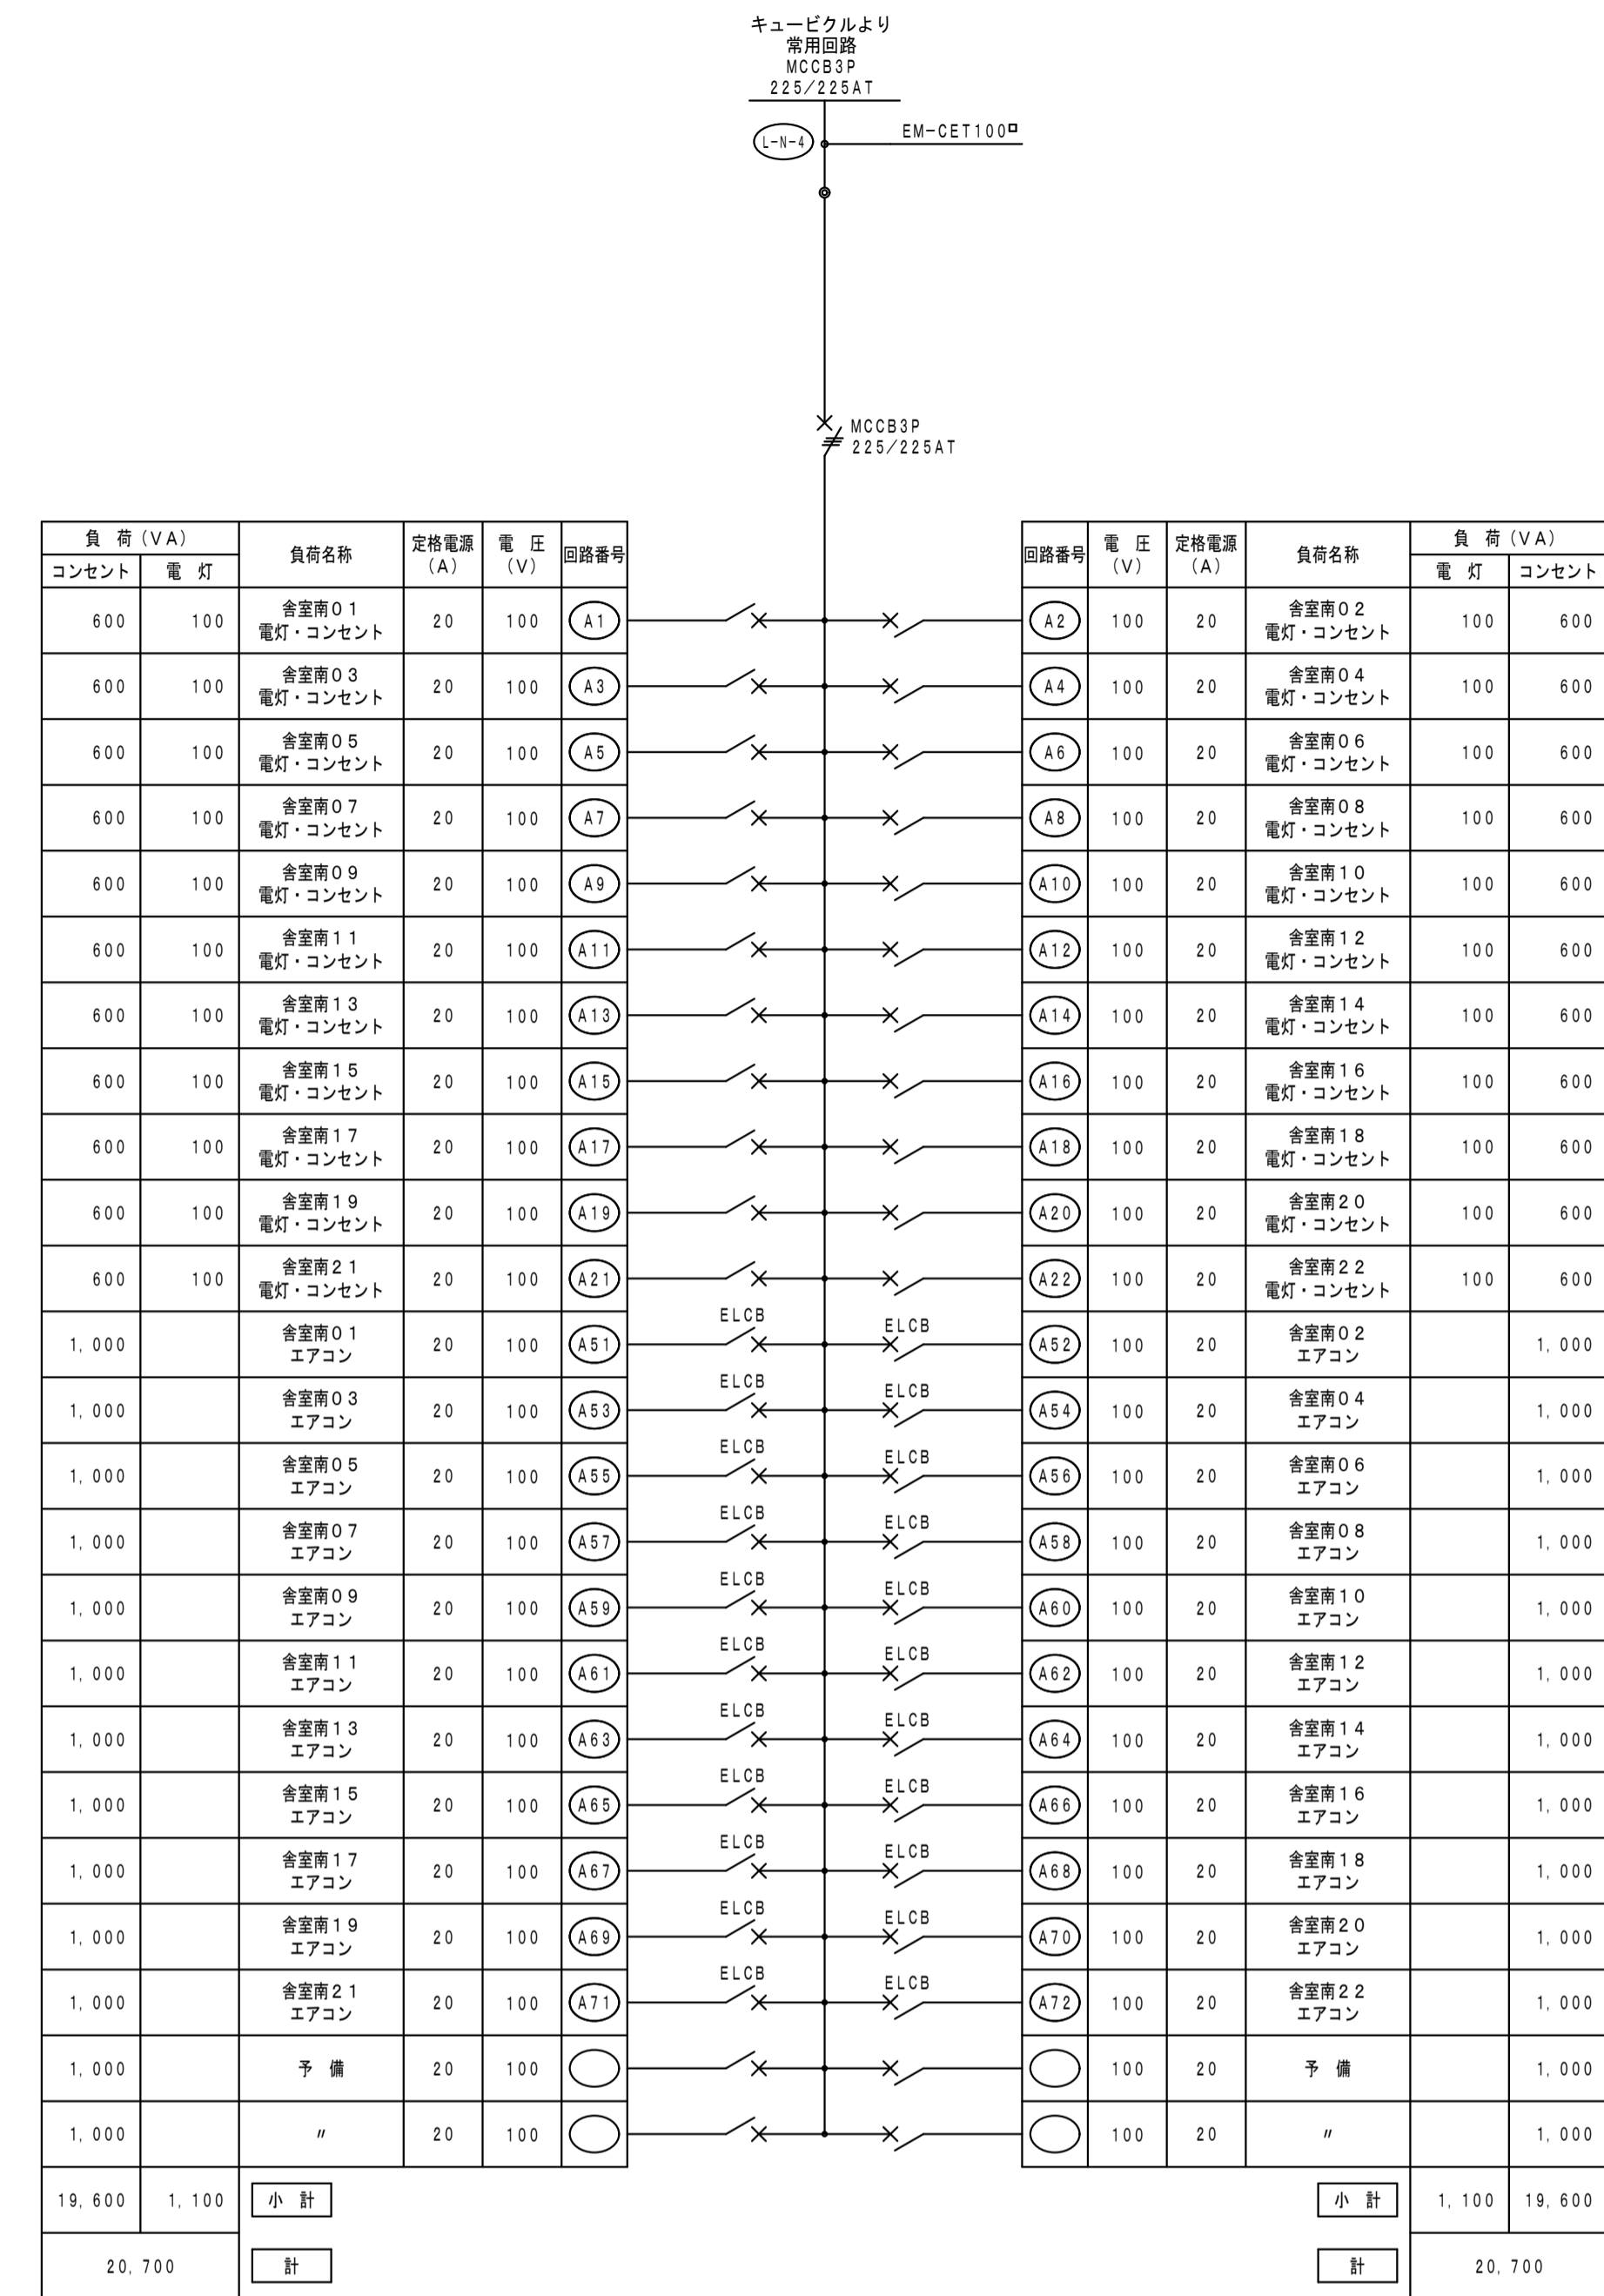 キュービクルより
常用回路
MCCB3P
225/225AT
L-N-4 EM-CET100□
MCCB3P
225/225AT
負 荷(VA) 負荷名称 定格電源(A) 電 圧(V) 回路番号 回路番号 電 圧(V) 定格電源(A) 負荷名称 負 荷(VA)
コンセント 電 灯 電 灯 コンセント
600 100 舎室南01 電灯・コンセント 20 100 A1 A2 100 20 舎室南02 電灯・コンセント 100 600
600 100 舎室南03 電灯・コンセント 20 100 A3 A4 100 20 舎室南04 電灯・コンセント 100 600
600 100 舎室南05 電灯・コンセント 20 100 A5 A6 100 20 舎室南06 電灯・コンセント 100 600
600 100 舎室南07 電灯・コンセント 20 100 A7 A8 100 20 舎室南08 電灯・コンセント 100 600
600 100 舎室南09 電灯・コンセント 20 100 A9 A10 100 20 舎室南10 電灯・コンセント 100 600
600 100 舎室南11 電灯・コンセント 20 100 A11 A12 100 20 舎室南12 電灯・コンセント 100 600
600 100 舎室南13 電灯・コンセント 20 100 A13 A14 100 20 舎室南14 電灯・コンセント 100 600
600 100 舎室南15 電灯・コンセント 20 100 A15 A16 100 20 舎室南16 電灯・コンセント 100 600
600 100 舎室南17 電灯・コンセント 20 100 A17 A18 100 20 舎室南18 電灯・コンセント 100 600
600 100 舎室南19 電灯・コンセント 20 100 A19 A20 100 20 舎室南20 電灯・コンセント 100 600
600 100 舎室南21 電灯・コンセント 20 100 A21 A22 100 20 舎室南22 電灯・コンセント 100 600
1,000 舎室南01 エアコン 20 100 A51 ELCB ELCB A52 100 20 舎室南02 エアコン 1,000
1,000 舎室南03 エアコン 20 100 A53 ELCB ELCB A54 100 20 舎室南04 エアコン 1,000
1,000 舎室南05 エアコン 20 100 A55 ELCB ELCB A56 100 20 舎室南06 エアコン 1,000
1,000 舎室南07 エアコン 20 100 A57 ELCB ELCB A58 100 20 舎室南08 エアコン 1,000
1,000 舎室南09 エアコン 20 100 A59 ELCB ELCB A60 100 20 舎室南10 エアコン 1,000
1,000 舎室南11 エアコン 20 100 A61 ELCB ELCB A62 100 20 舎室南12 エアコン 1,000
1,000 舎室南13 エアコン 20 100 A63 ELCB ELCB A64 100 20 舎室南14 エアコン 1,000
1,000 舎室南15 エアコン 20 100 A65 ELCB ELCB A66 100 20 舎室南16 エアコン 1,000
1,000 舎室南17 エアコン 20 100 A67 ELCB ELCB A68 100 20 舎室南18 エアコン 1,000
1,000 舎室南19 エアコン 20 100 A69 ELCB ELCB A70 100 20 舎室南20 エアコン 1,000
1,000 舎室南21 エアコン 20 100 A71 ELCB ELCB A72 100 20 舎室南22 エアコン 1,000
1,000 予 備 20 100 100 20 予 備 1,000
1,000 〃 20 100 100 20 〃 1,000
19,600 1,100 小 計 小 計 1,100 19,600
20,700 計 計 20,700